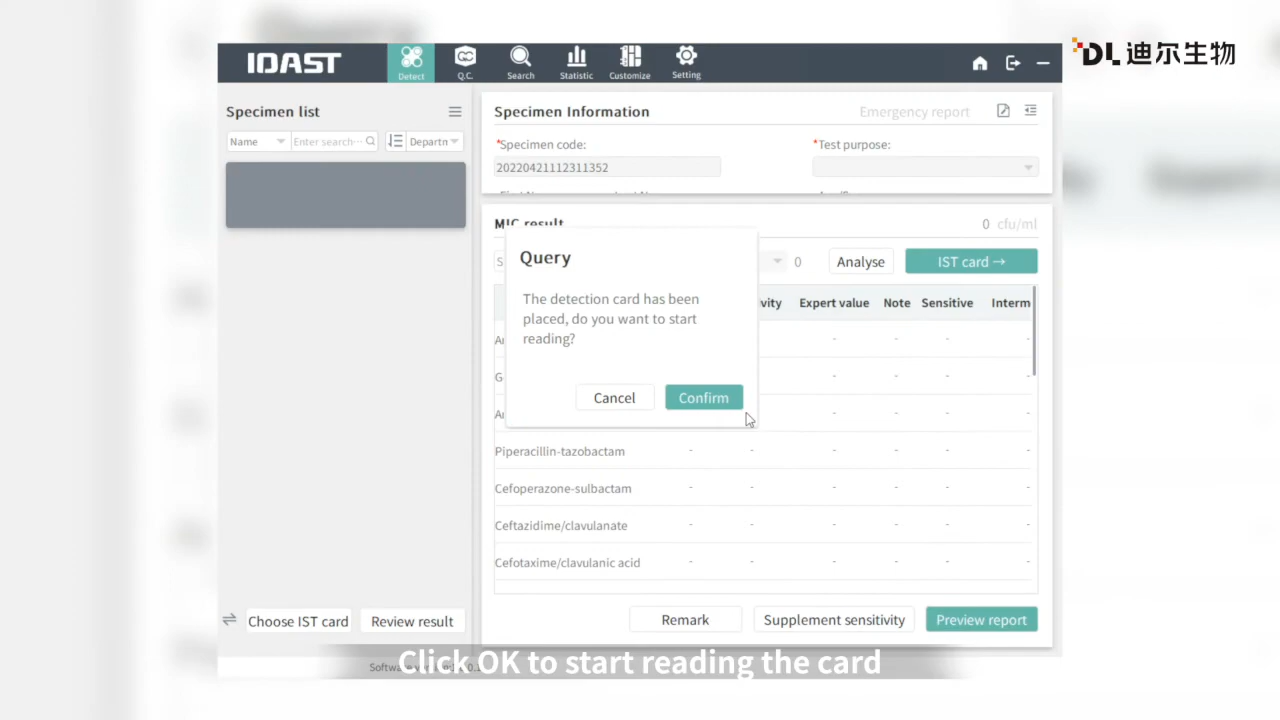 IDAST
Detect
Q.C.
Search
Statistic
Customize
Setting
DL迪尔生物
Specimen list
Name
Enter search···
Departn
Specimen Information
Emergency report
*Specimen code:
20220421112311352
*Test purpose:
MIC result
0 cfu/ml
0
Analyse
IST card →
Query
The detection card has been
placed, do you want to start
reading?
Cancel
Confirm
vity
Expert value
Note
Sensitive
Interm
Piperacillin-tazobactam - - - - - -
Cefoperazone-sulbactam - - - - - -
Ceftazidime/clavulanate - - - - - -
Cefotaxime/clavulanic acid - - - - - -
Choose IST card
Review result
Remark
Supplement sensitivity
Preview report
Click OK to start reading the card